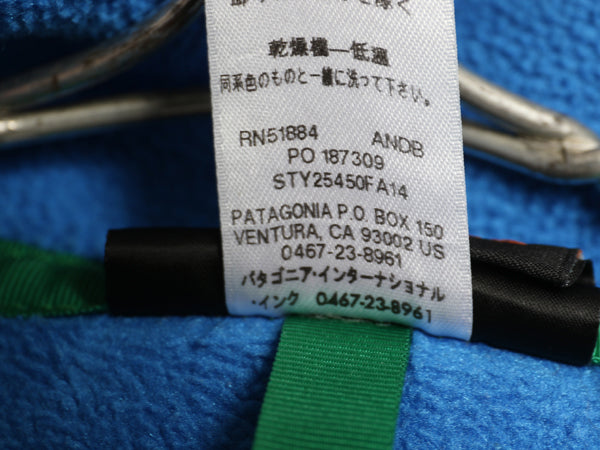 乾燥機—低温
同系色のものと一緒に洗って下さい。
RN51884 ANDB
PO 187309
STY25450FA14
PATAGONIA P.O. BOX 150
VENTURA, CA 93002 US
0467-23-8961
パタゴニア・インターナショナル
・インク 0467-23-8961